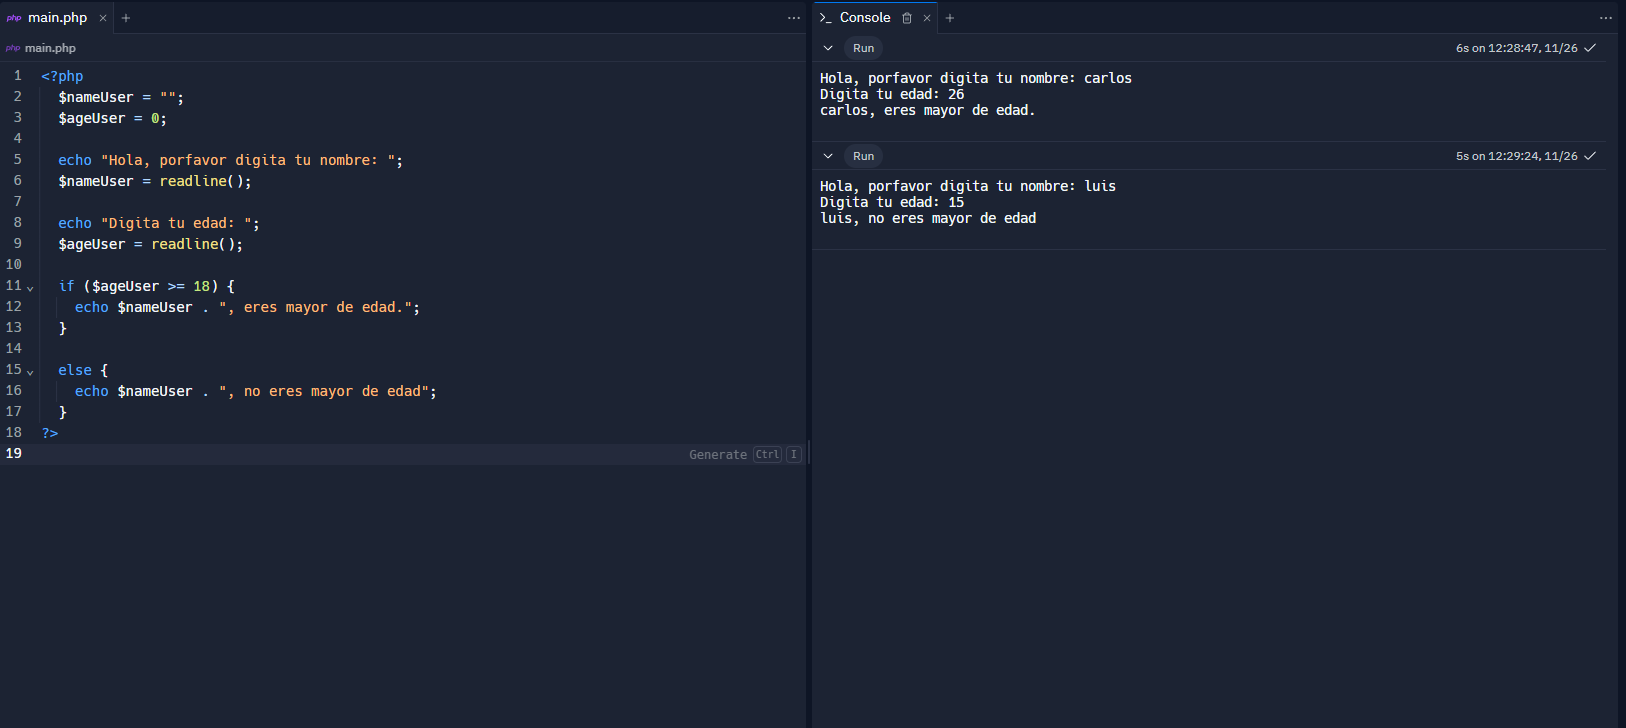 php main.php × +
php main.php
1 <?php
2 $nameUser = "";
3 $ageUser = 0;
4
5 echo "Hola, porfavor digita tu nombre: ";
6 $nameUser = readline();
7
8 echo "Digita tu edad: ";
9 $ageUser = readline();
10
11 if ($ageUser >= 18) {
12 echo $nameUser . ", eres mayor de edad.";
13 }
14
15 else {
16 echo $nameUser . ", no eres mayor de edad";
17 }
18 ?>
19 Generate Ctrl I
>_ Console × +
Run 6s on 12:28:47, 11/26
Hola, porfavor digita tu nombre: carlos
Digita tu edad: 26
carlos, eres mayor de edad.
Run 5s on 12:29:24, 11/26
Hola, porfavor digita tu nombre: luis
Digita tu edad: 15
luis, no eres mayor de edad